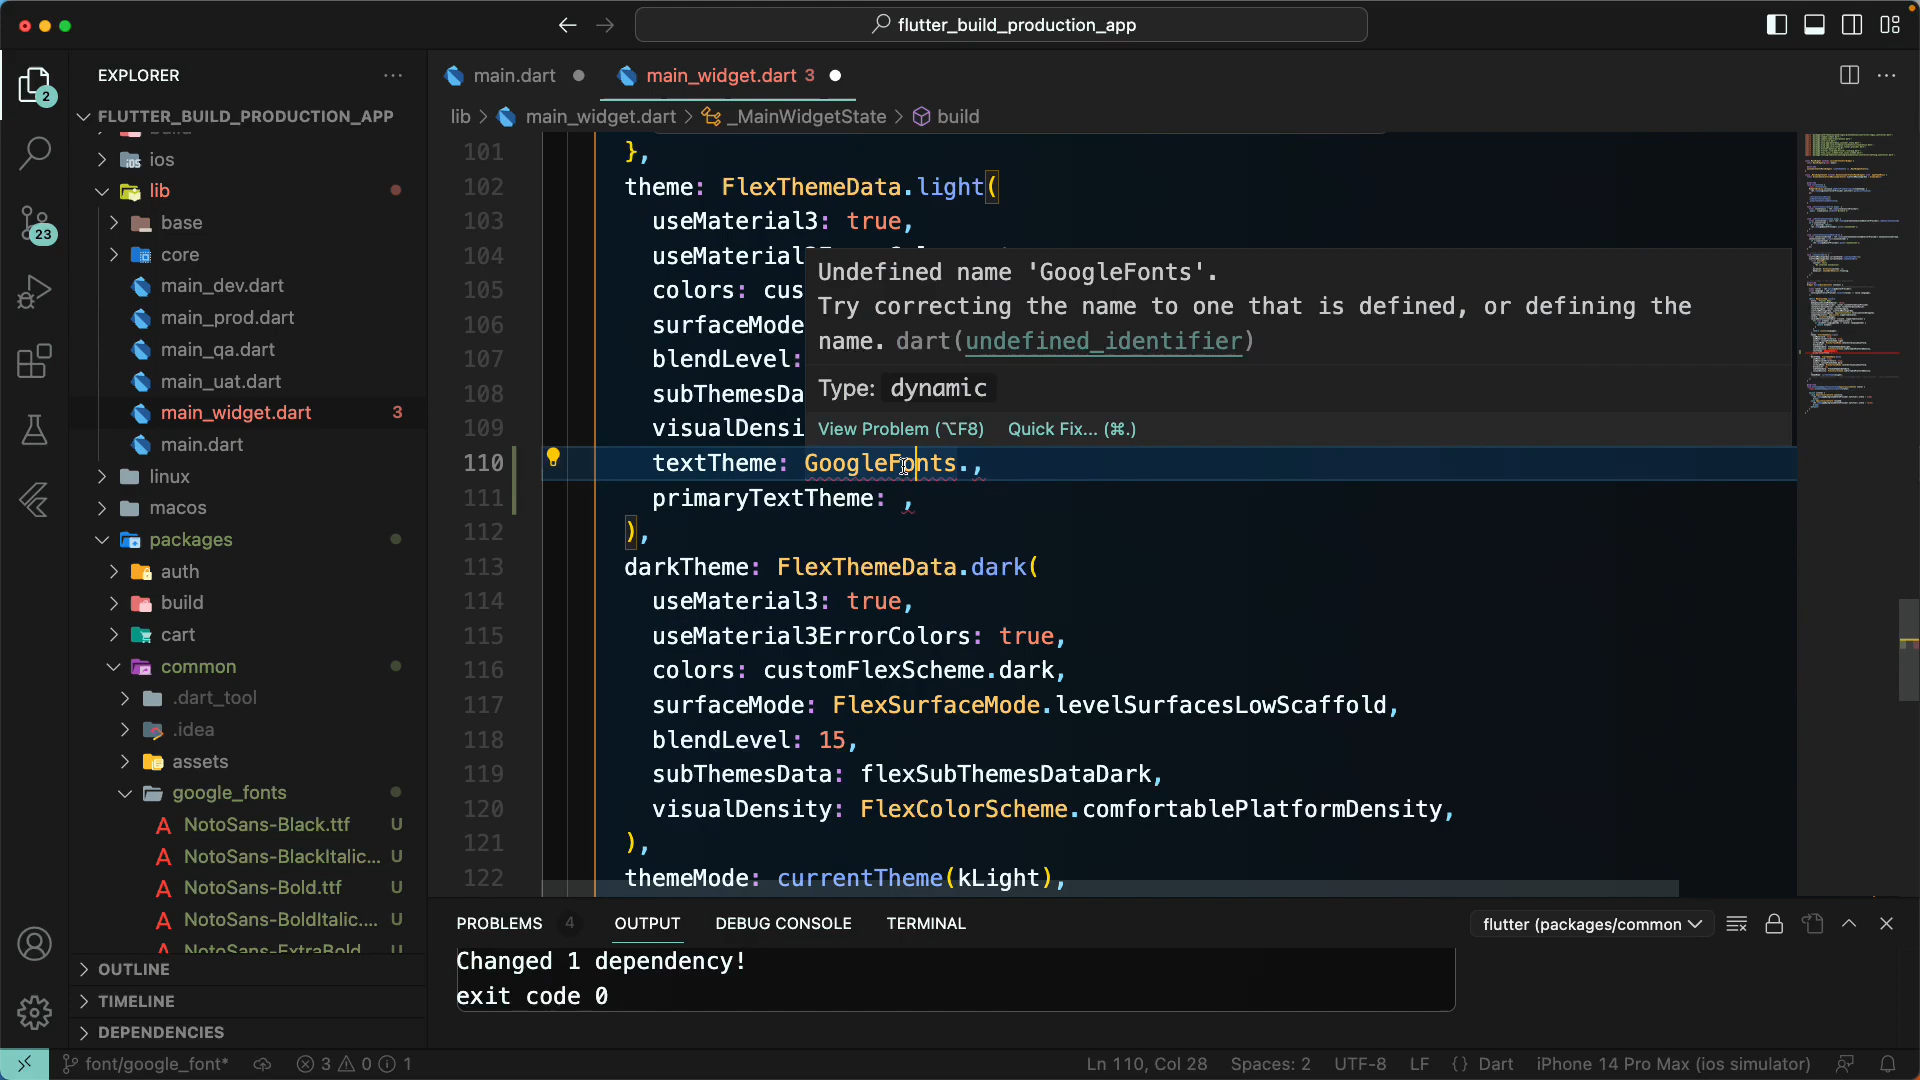 flutter_build_production_app
EXPLORER
main.dart
main_widget.dart 3
2
FLUTTER_BUILD_PRODUCTION_APP
lib > main_widget.dart > _MainWidgetState > build
ios
lib
base
23
core
main_dev.dart
main_prod.dart
main_qa.dart
main_uat.dart
main_widget.dart 3
main.dart
linux
macos
packages
auth
build
cart
common
.dart_tool
.idea
assets
google_fonts
NotoSans-Black.ttf U
NotoSans-BlackItalic... U
NotoSans-Bold.ttf U
NotoSans-BoldItalic.... U
NotoSans-ExtraBold U
OUTLINE
TIMELINE
DEPENDENCIES
101 },
102 theme: FlexThemeData.light(
103 useMaterial3: true,
104 useMaterial
105 colors: cus
106 surfaceMode
107 blendLevel:
108 subThemesDa
109 visualDensi
Undefined name 'GoogleFonts'.
Try correcting the name to one that is defined, or defining the
name. dart(undefined_identifier)
Type: dynamic
View Problem (⌥F8) Quick Fix... (⌘.)
110 textTheme: GoogleFonts.,
111 primaryTextTheme: ,
112 ),
113 darkTheme: FlexThemeData.dark(
114 useMaterial3: true,
115 useMaterial3ErrorColors: true,
116 colors: customFlexScheme.dark,
117 surfaceMode: FlexSurfaceMode.levelSurfacesLowScaffold,
118 blendLevel: 15,
119 subThemesData: flexSubThemesDataDark,
120 visualDensity: FlexColorScheme.comfortablePlatformDensity,
121 ),
122 themeMode: currentTheme(kLight),
PROBLEMS 4 OUTPUT DEBUG CONSOLE TERMINAL
flutter (packages/common
Changed 1 dependency!
exit code 0
font/google_font* 3 0 1
Ln 110, Col 28 Spaces: 2 UTF-8 LF {} Dart iPhone 14 Pro Max (ios simulator)